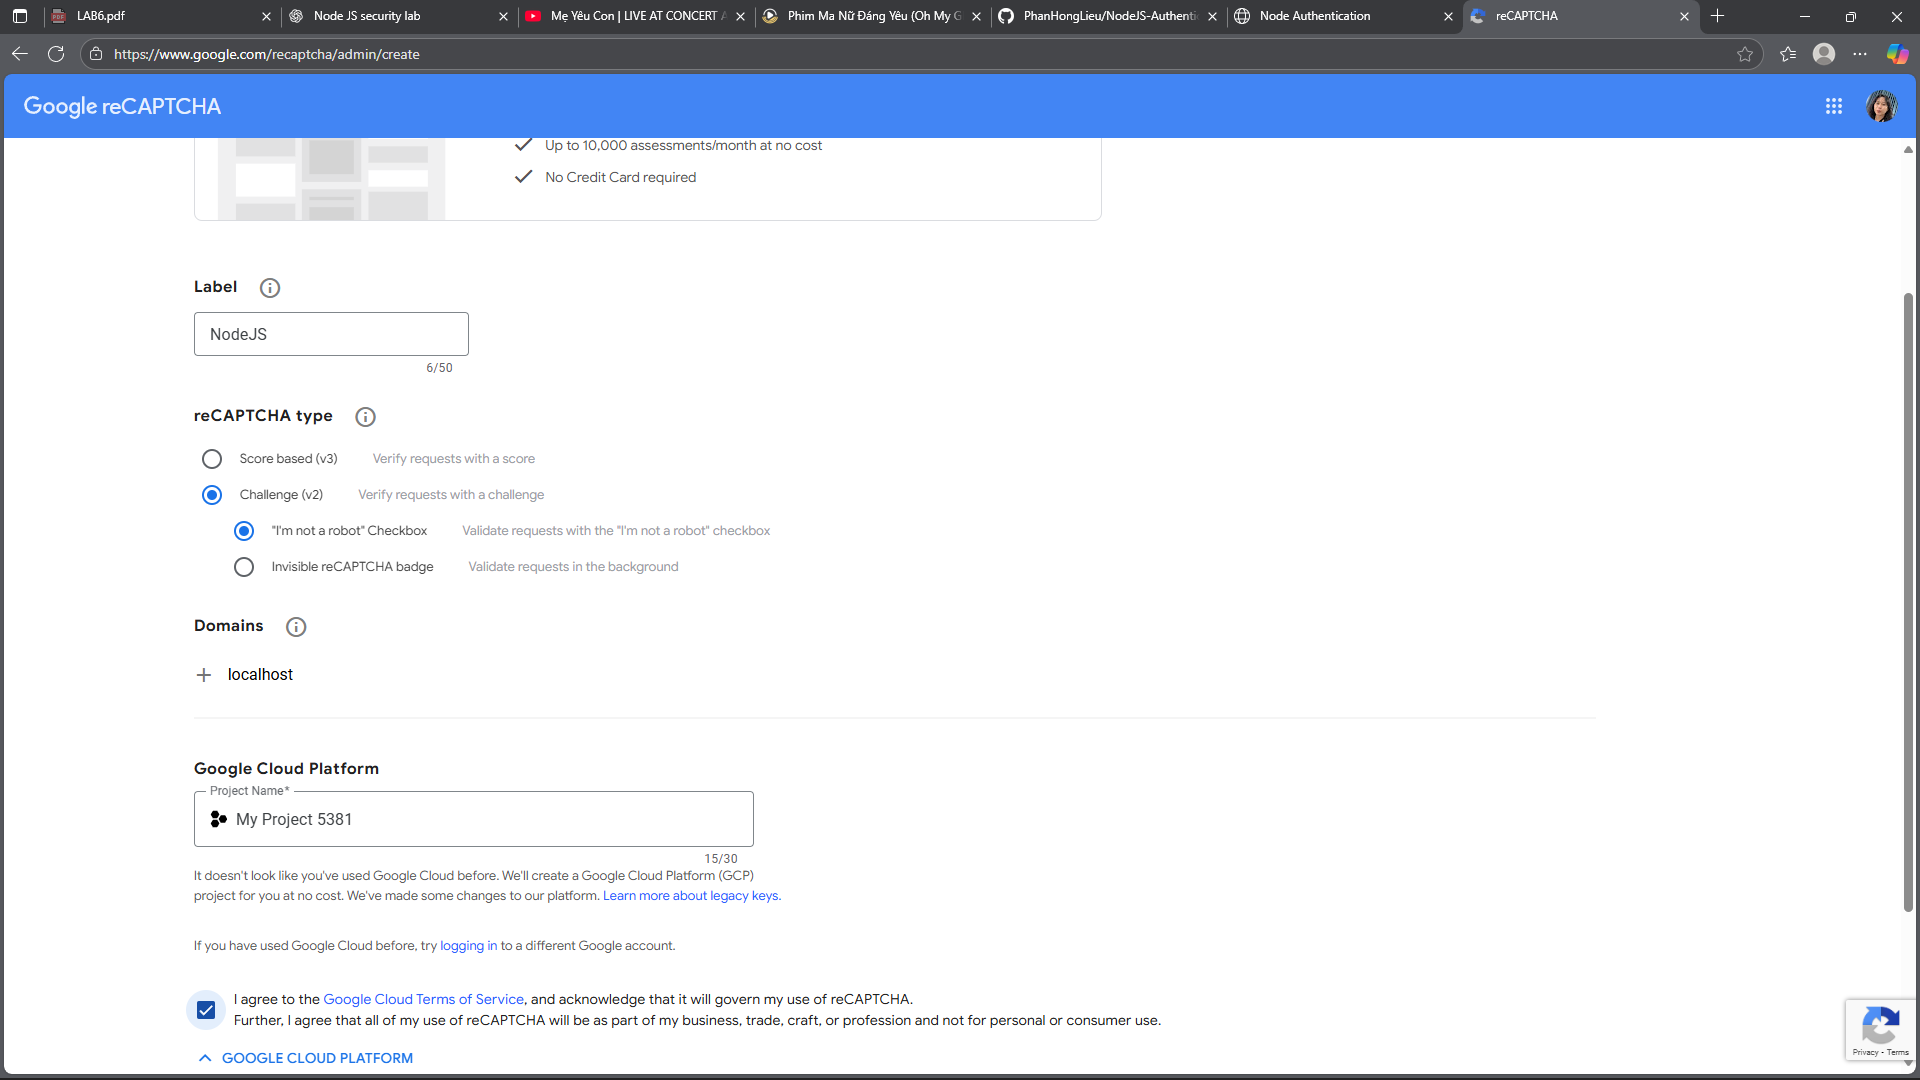 LAB6.pdf
Node JS security lab
Mẹ Yêu Con | LIVE AT CONCERT A
Phim Ma Nữ Đáng Yêu (Oh My G
PhanHongLieu/NodeJS-Authenti
Node Authentication
reCAPTCHA
https://www.google.com/recaptcha/admin/create
Google reCAPTCHA
Up to 10,000 assessments/month at no cost
No Credit Card required
Label
NodeJS
6/50
reCAPTCHA type
Score based (v3) Verify requests with a score
Challenge (v2) Verify requests with a challenge
"I'm not a robot" Checkbox Validate requests with the "I'm not a robot" checkbox
Invisible reCAPTCHA badge Validate requests in the background
Domains
localhost
Google Cloud Platform
Project Name*
My Project 5381
15/30
It doesn't look like you've used Google Cloud before. We'll create a Google Cloud Platform (GCP)
project for you at no cost. We've made some changes to our platform. Learn more about legacy keys.
If you have used Google Cloud before, try logging in to a different Google account.
I agree to the Google Cloud Terms of Service, and acknowledge that it will govern my use of reCAPTCHA.
Further, I agree that all of my use of reCAPTCHA will be as part of my business, trade, craft, or profession and not for personal or consumer use.
GOOGLE CLOUD PLATFORM
Privacy - Terms